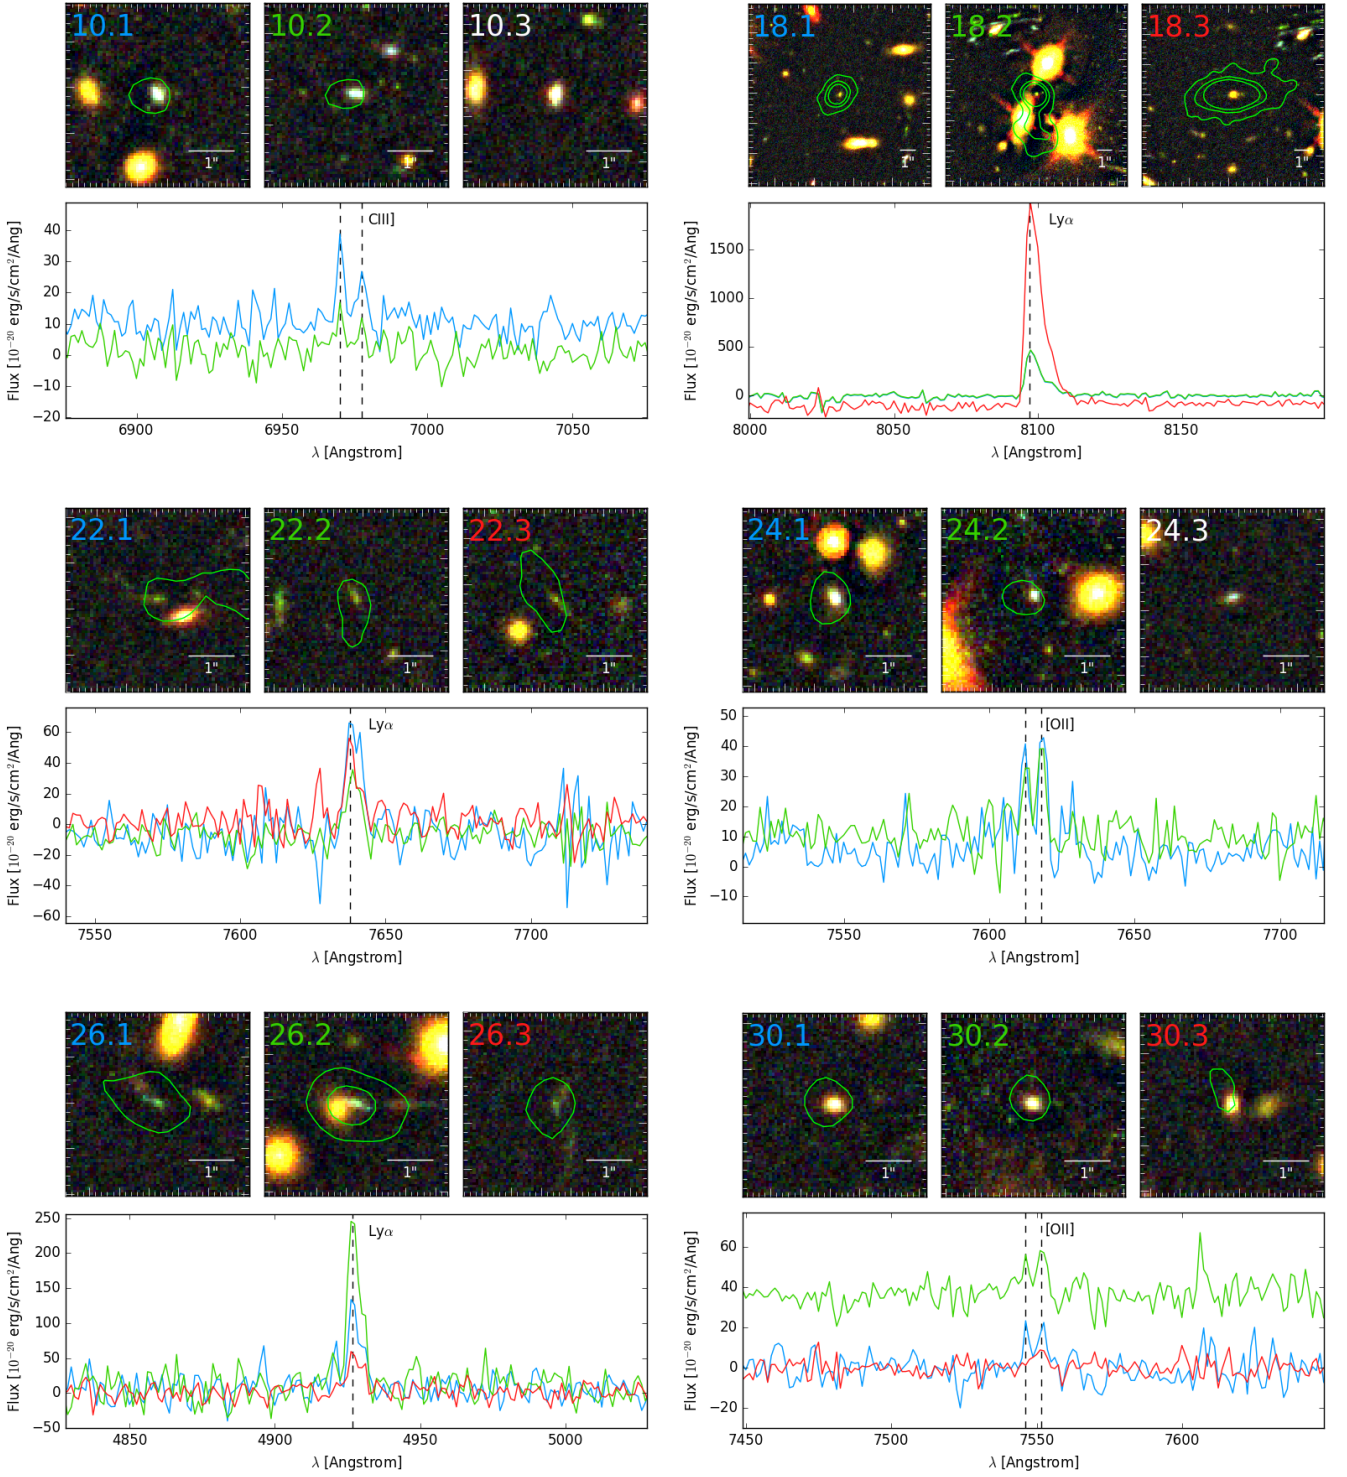 10.1 10.2 10.3
1" 1" 1"
CIII]
Flux [10⁻²⁰ erg/s/cm²/Ang]
40
30
20
10
0
−10
−20
6900 6950 7000 7050
λ [Angstrom]
18.1 18.2 18.3
1" 1" 1"
Lyα
Flux [10⁻²⁰ erg/s/cm²/Ang]
1500
1000
500
0
8000 8050 8100 8150
λ [Angstrom]
22.1 22.2 22.3
1" 1" 1"
Lyα
Flux [10⁻²⁰ erg/s/cm²/Ang]
60
40
20
0
−20
−40
−60
7550 7600 7650 7700
λ [Angstrom]
24.1 24.2 24.3
1" 1" 1"
[OII]
Flux [10⁻²⁰ erg/s/cm²/Ang]
50
40
30
20
10
0
−10
7550 7600 7650 7700
λ [Angstrom]
26.1 26.2 26.3
1" 1" 1"
Lyα
Flux [10⁻²⁰ erg/s/cm²/Ang]
250
200
150
100
50
0
−50
4850 4900 4950 5000
λ [Angstrom]
30.1 30.2 30.3
1" 1" 1"
[OII]
Flux [10⁻²⁰ erg/s/cm²/Ang]
60
40
20
0
−20
7450 7500 7550 7600
λ [Angstrom]